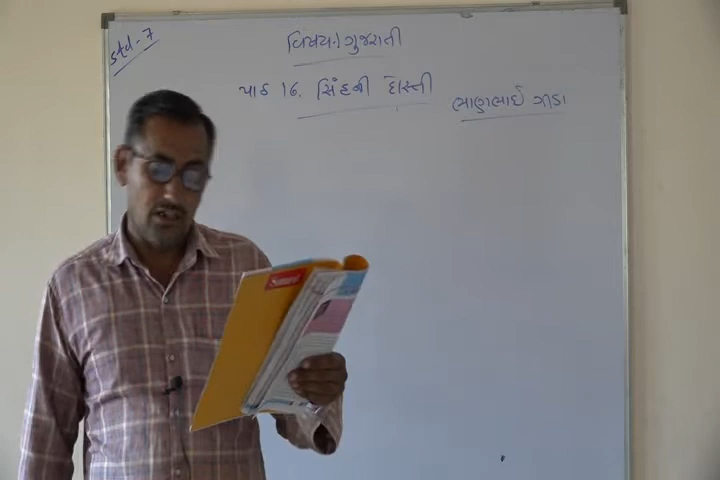 std - 7
વિષય:- ગુજરાતી
પાઠ 16. સિંહની દોસ્તી
ભાણભાઈ ગીડા